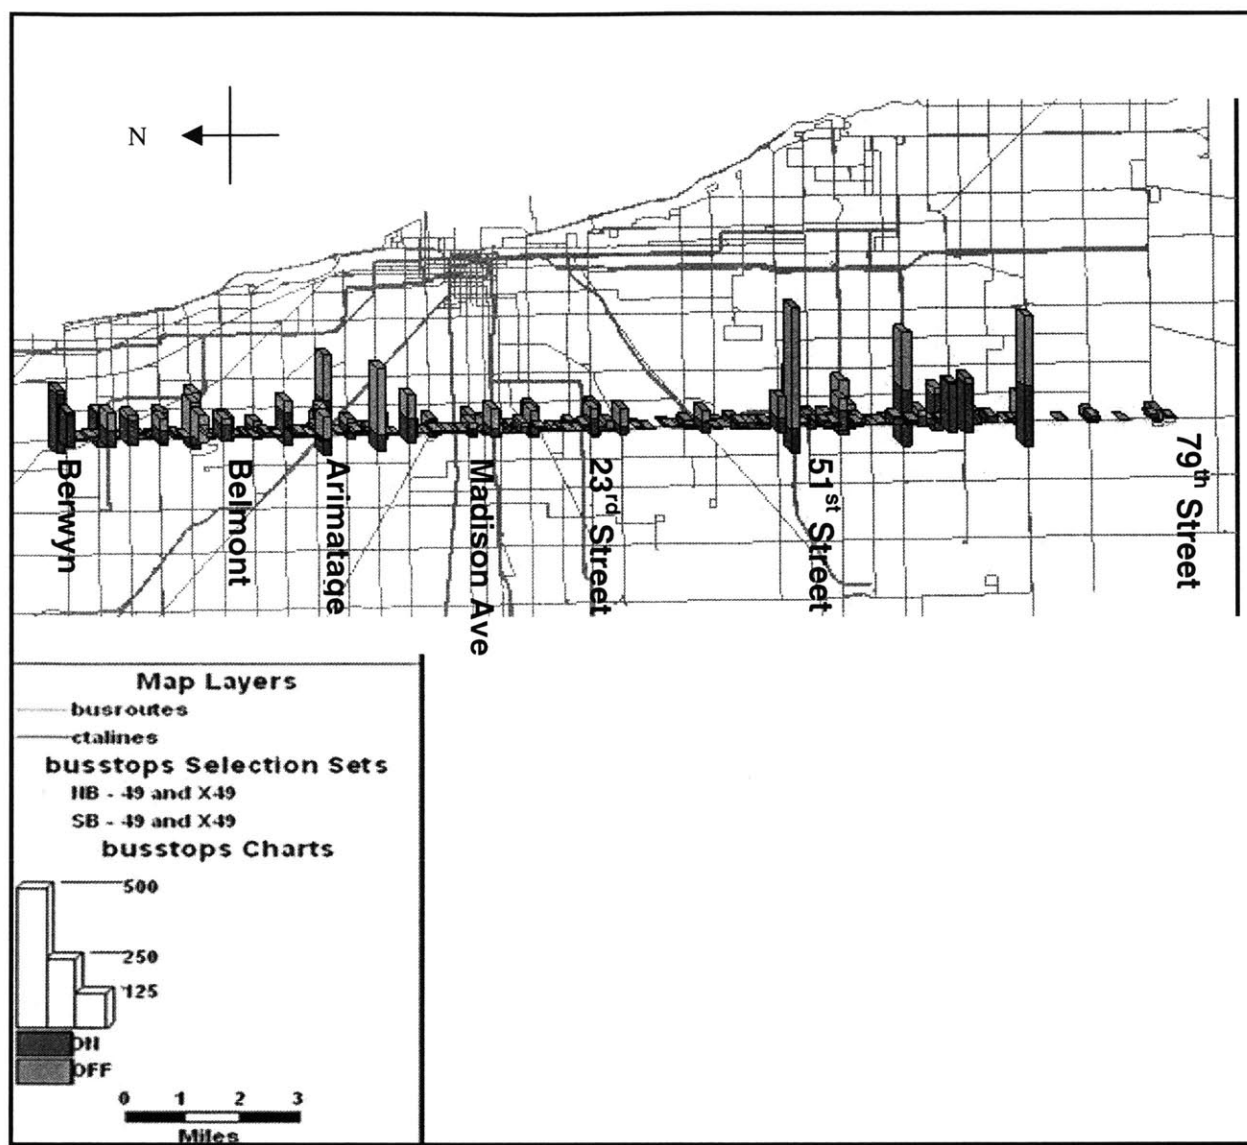 N
Berwyn
Belmont
Arimatage
Madison Ave
23rd Street
51st Street
79th Street
Map Layers
busroutes
ctalines
busstops Selection Sets
NB - 49 and X49
SB - 49 and X49
busstops Charts
500
250
125
ON
OFF
0 1 2 3
Miles